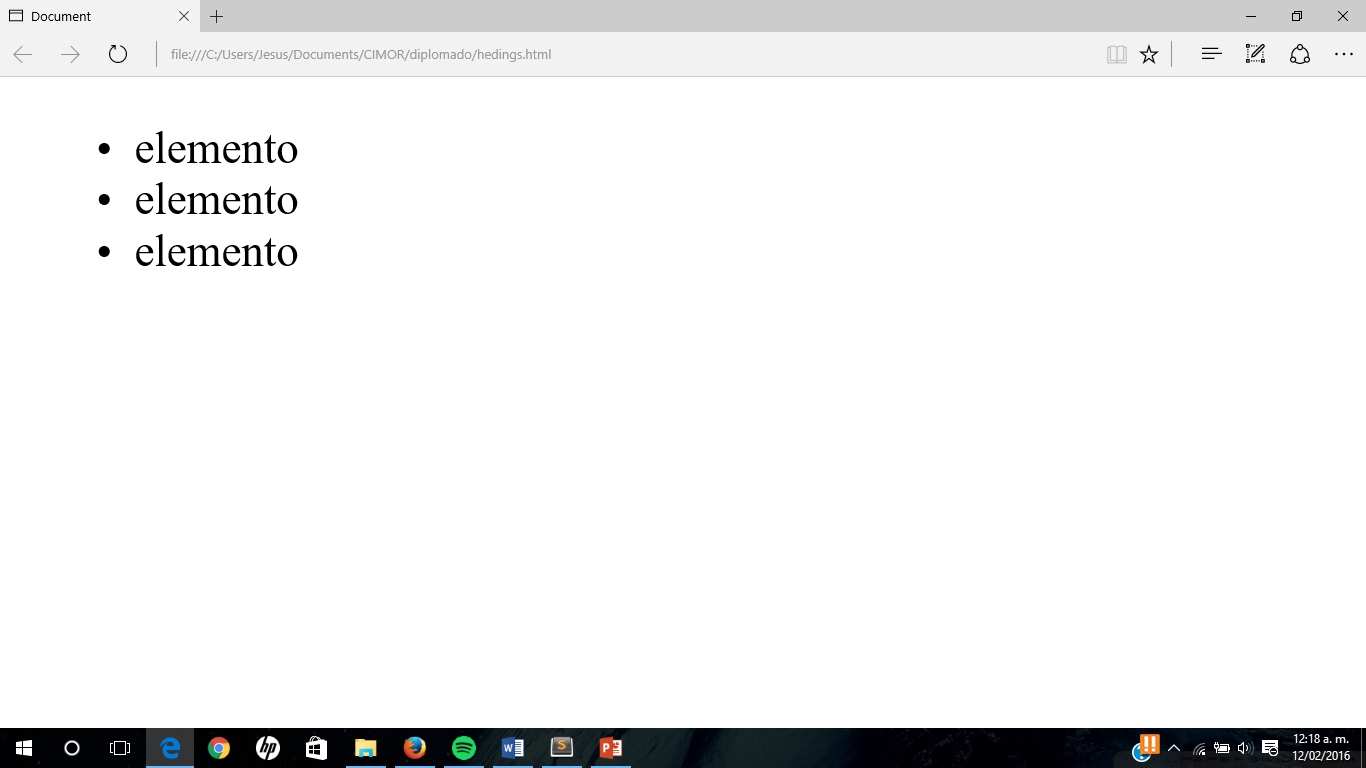 Document
file:///C:/Users/Jesus/Documents/CIMOR/diplomado/hedings.html
• elemento
• elemento
• elemento
12:18 a. m.
12/02/2016